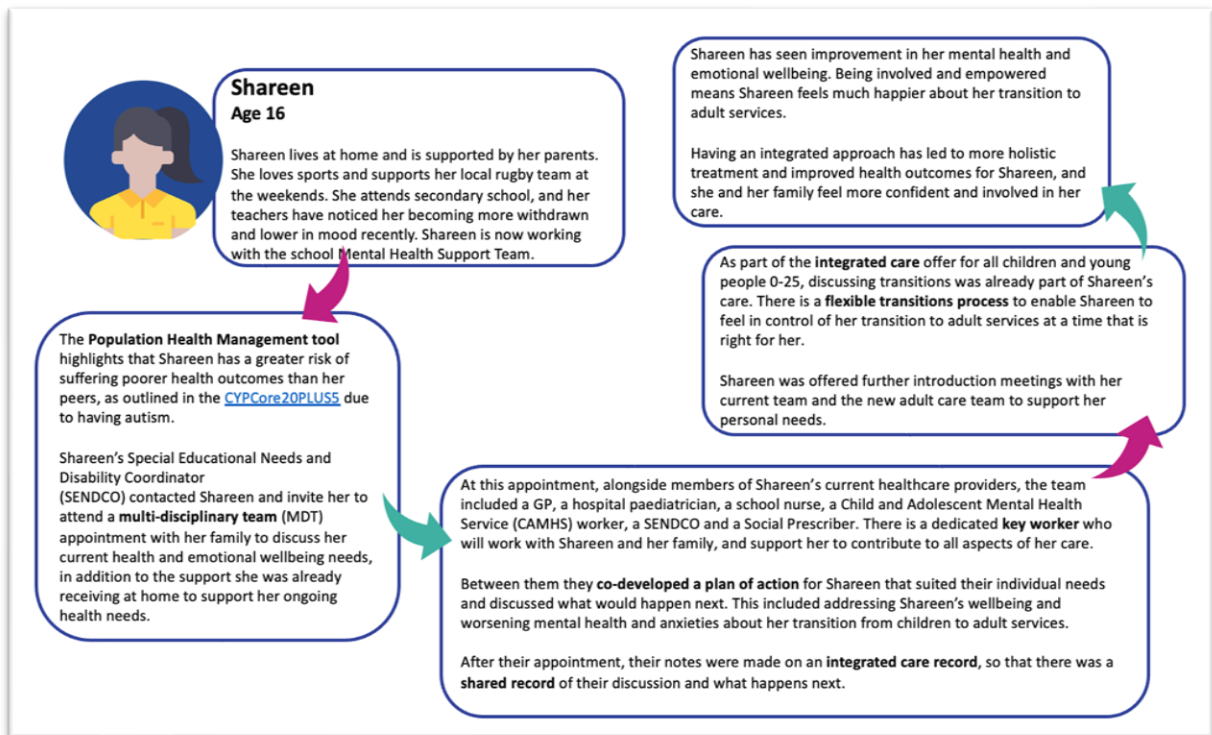 Shareen
Age 16
Shareen lives at home and is supported by her parents.
She loves sports and supports her local rugby team at
the weekends. She attends secondary school, and her
teachers have noticed her becoming more withdrawn
and lower in mood recently. Shareen is now working
with the school Mental Health Support Team.
The Population Health Management tool
highlights that Shareen has a greater risk of
suffering poorer health outcomes than her
peers, as outlined in the CYPCore20PLUS5 due
to having autism.
Shareen's Special Educational Needs and
Disability Coordinator
(SENDCO) contacted Shareen and invite her to
attend a multi-disciplinary team (MDT)
appointment with her family to discuss her
current health and emotional wellbeing needs,
in addition to the support she was already
receiving at home to support her ongoing
health needs.
At this appointment, alongside members of Shareen's current healthcare providers, the team
included a GP, a hospital paediatrician, a school nurse, a Child and Adolescent Mental Health
Service (CAMHS) worker, a SENDCO and a Social Prescriber. There is a dedicated key worker who
will work with Shareen and her family, and support her to contribute to all aspects of her care.
Between them they co-developed a plan of action for Shareen that suited their individual needs
and discussed what would happen next. This included addressing Shareen's wellbeing and
worsening mental health and anxieties about her transition from children to adult services.
After their appointment, their notes were made on an integrated care record, so that there was a
shared record of their discussion and what happens next.
As part of the integrated care offer for all children and young
people 0-25, discussing transitions was already part of Shareen's
care. There is a flexible transitions process to enable Shareen to
feel in control of her transition to adult services at a time that is
right for her.
Shareen was offered further introduction meetings with her
current team and the new adult care team to support her
personal needs.
Shareen has seen improvement in her mental health and
emotional wellbeing. Being involved and empowered
means Shareen feels much happier about her transition to
adult services.
Having an integrated approach has led to more holistic
treatment and improved health outcomes for Shareen, and
she and her family feel more confident and involved in her
care.